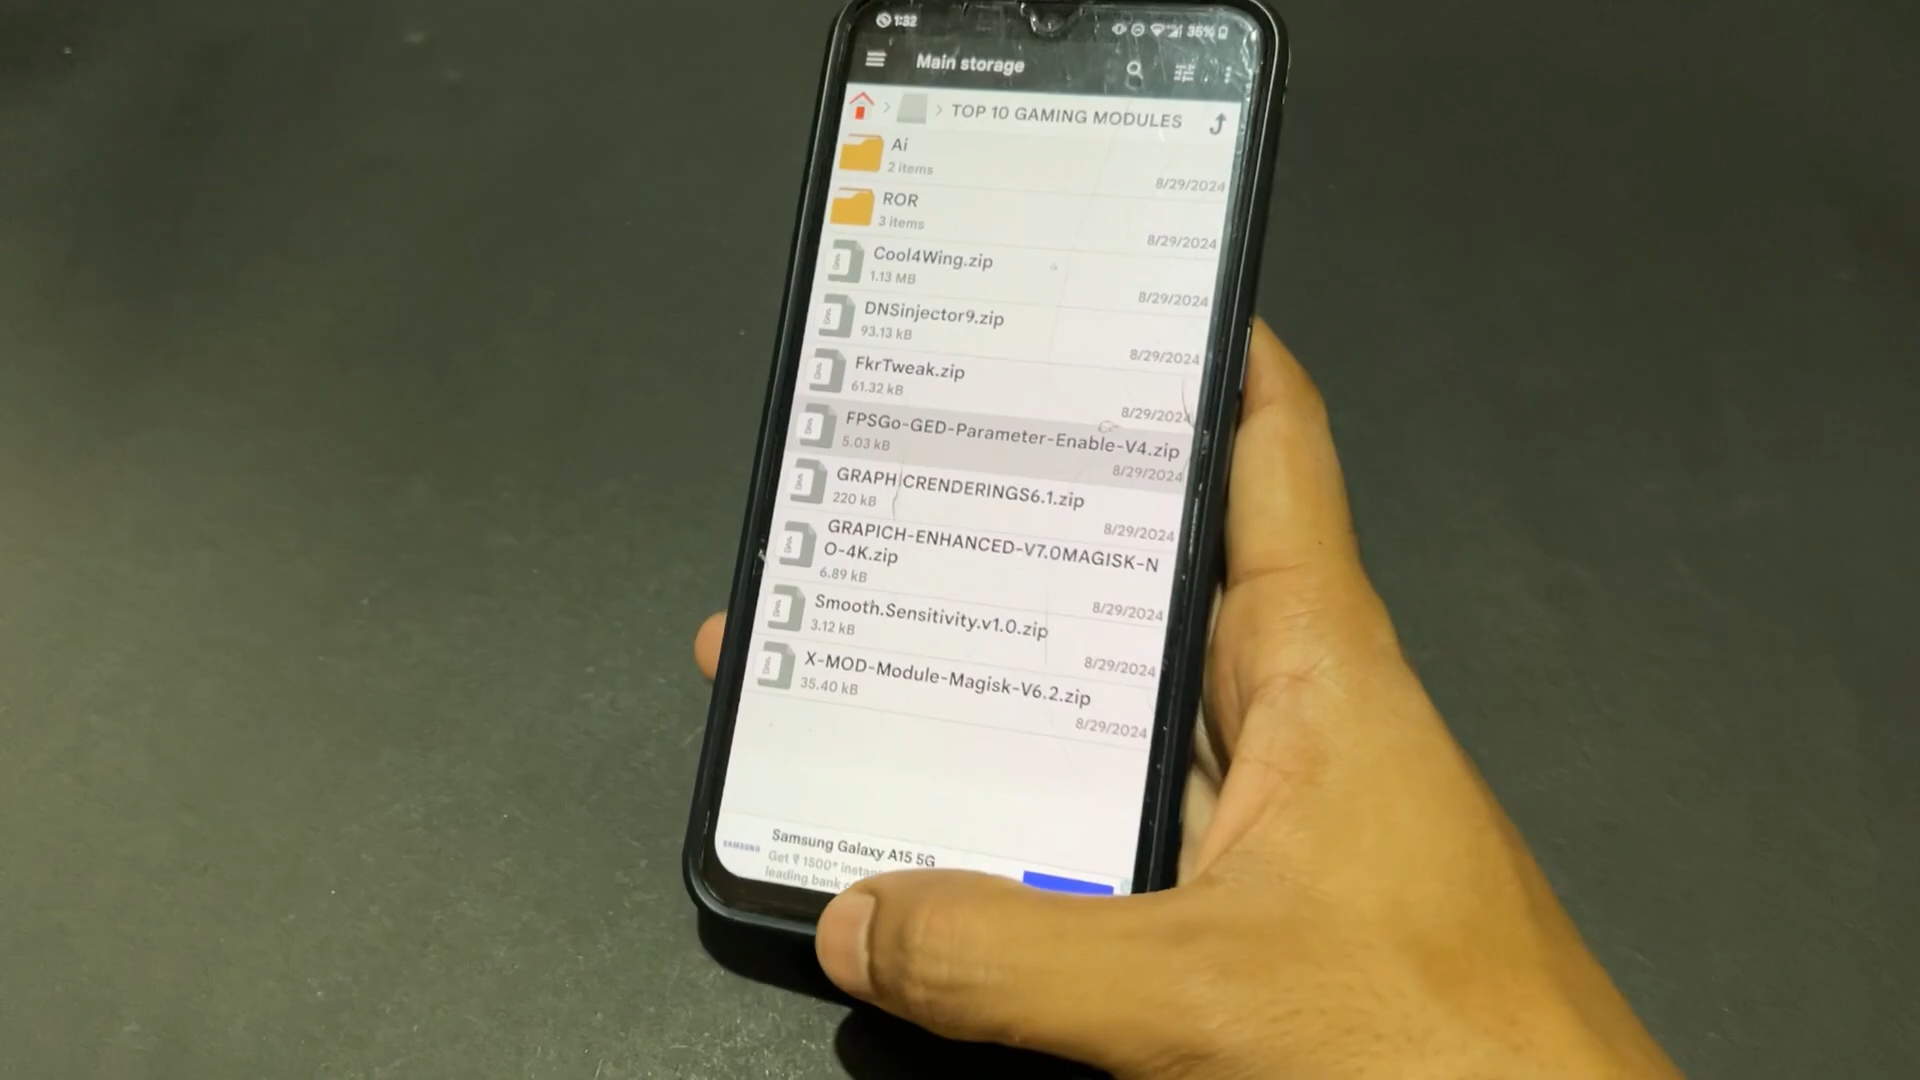 1:32
35%
Main storage
TOP 10 GAMING MODULES
Ai
2 items
8/29/2024
ROR
3 items
8/29/2024
Cool4Wing.zip
1.13 MB
8/29/2024
DNSinjector9.zip
93.13 kB
8/29/2024
FkrTweak.zip
61.32 kB
8/29/2024
FPSGo-GED-Parameter-Enable-V4.zip
5.03 kB
8/29/2024
GRAPHICRENDERINGS6.1.zip
220 kB
8/29/2024
GRAPICH-ENHANCED-V7.0MAGISK-N
O-4K.zip
6.89 kB
8/29/2024
Smooth.Sensitivity.v1.0.zip
3.12 kB
8/29/2024
X-MOD-Module-Magisk-V6.2.zip
35.40 kB
8/29/2024
SAMSUNG
Samsung Galaxy A15 5G
Get ₹ 1500*
leading bank